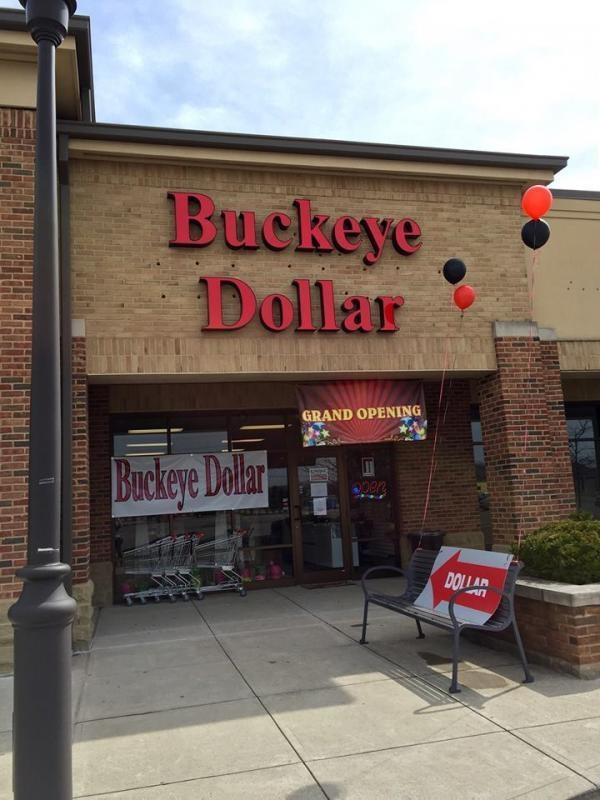 Buckeye
Dollar
GRAND OPENING
Buckeye Dollar
open
DOLLAR